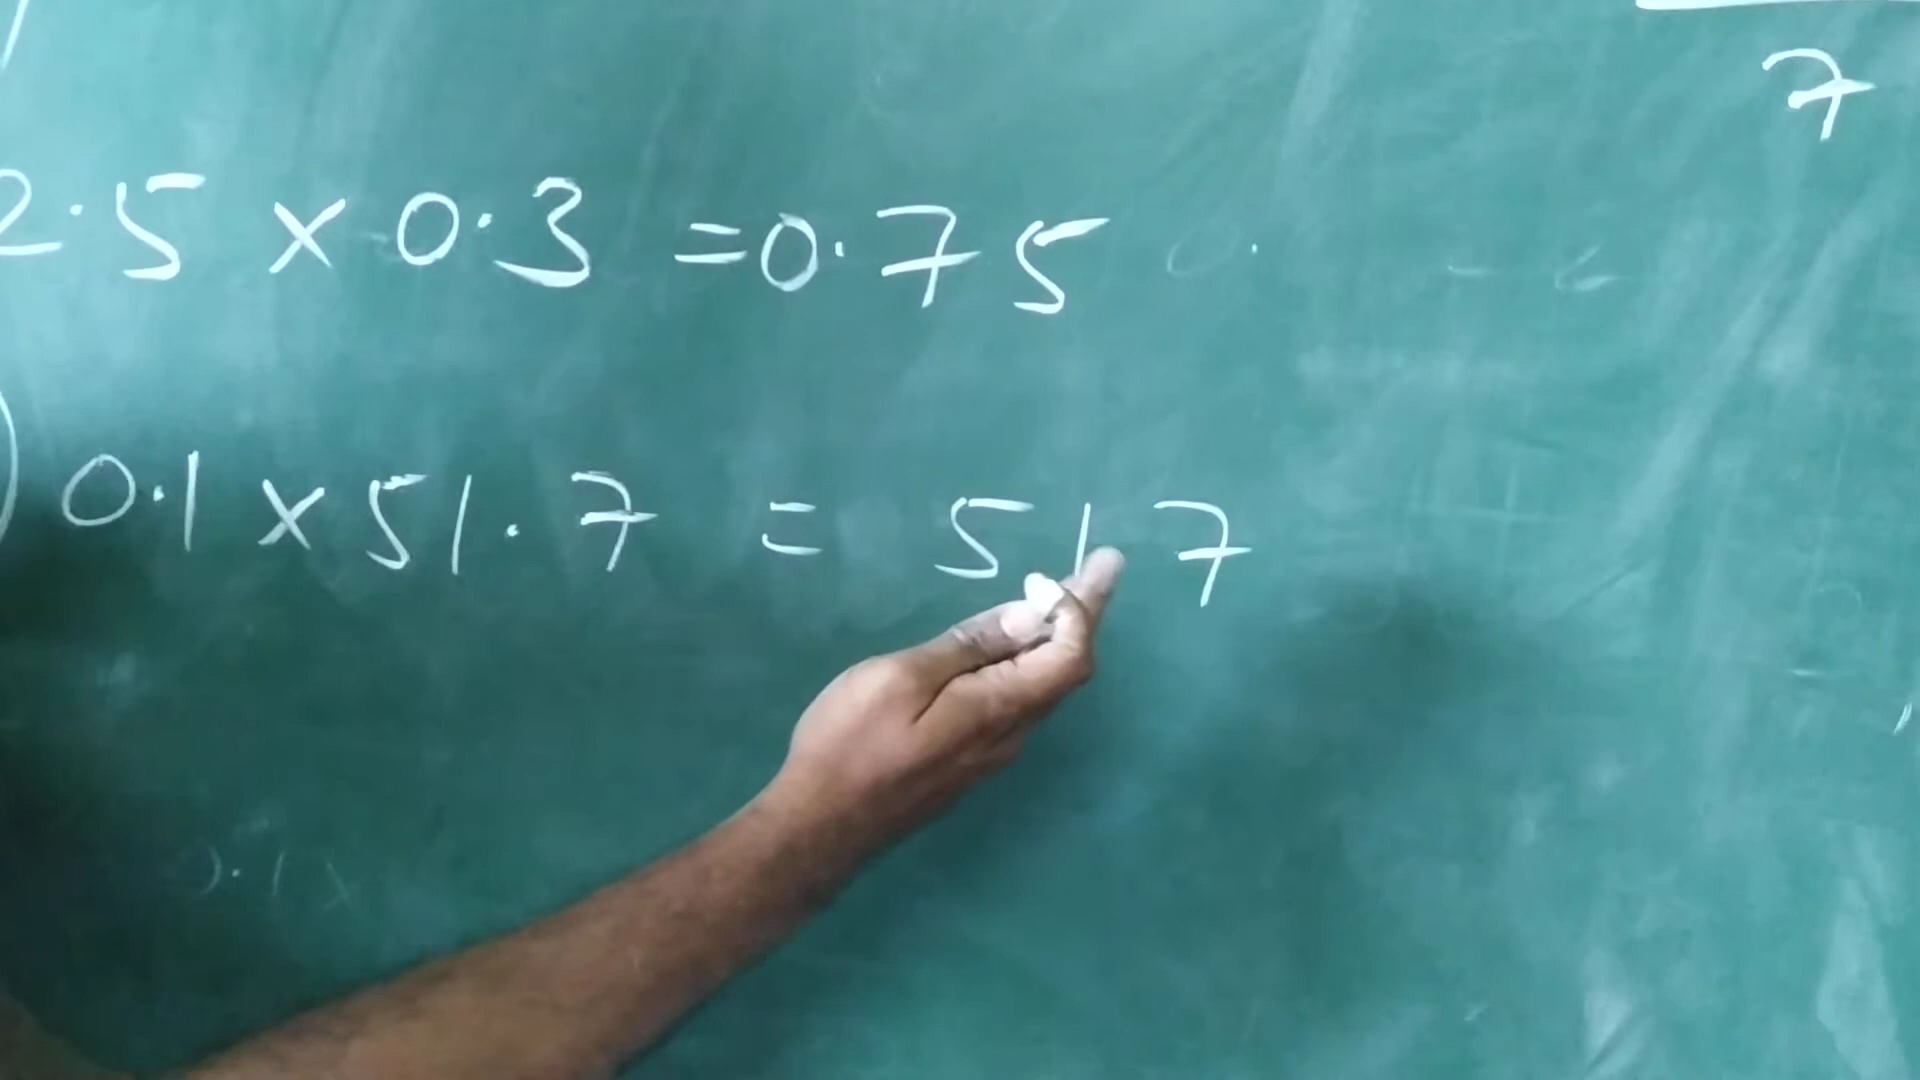 7
2.5 × 0.3 = 0.75
) 0.1 × 51.7 = 517